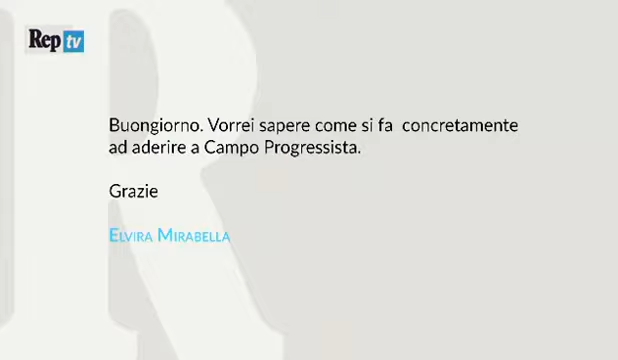 Rep tv
Buongiorno. Vorrei sapere come si fa concretamente
ad aderire a Campo Progressista.
Grazie
Elvira Mirabella